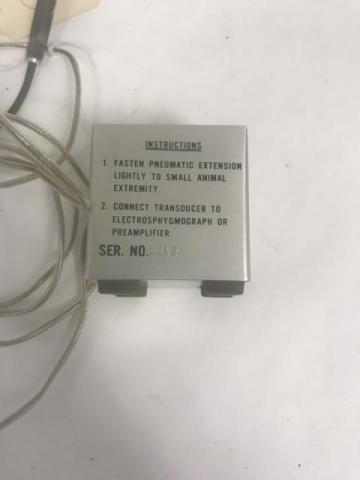 INSTRUCTIONS
1. FASTEN PNEUMATIC EXTENSION
LIGHTLY TO SMALL ANIMAL
EXTREMITY.
2. CONNECT TRANSDUCER TO
ELECTROSPHYGMOGRAPH OR
PREAMPLIFIER.
SER. NO.